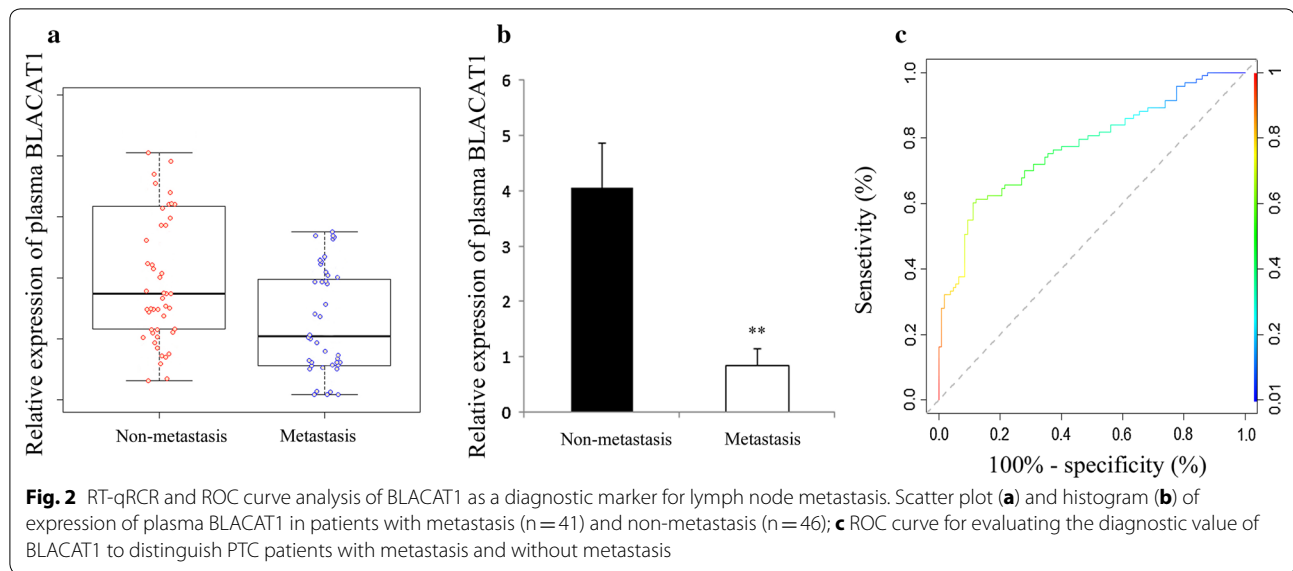 a
Relative expression of plasma BLACAT1
Non-metastasis
Metastasis
b
Relative expression of plasma BLACAT1
6
5
4
3
2
1
0
**
Non-metastasis
Metastasis
c
Sensetivity (%)
1.0
0.8
0.6
0.4
0.2
0.0
0.0 0.2 0.4 0.6 0.8 1.0
100% - specificity (%)
1
0.8
0.6
0.4
0.2
0.01
Fig. 2 RT-qRCR and ROC curve analysis of BLACAT1 as a diagnostic marker for lymph node metastasis. Scatter plot (a) and histogram (b) of
expression of plasma BLACAT1 in patients with metastasis (n = 41) and non-metastasis (n = 46); c ROC curve for evaluating the diagnostic value of
BLACAT1 to distinguish PTC patients with metastasis and without metastasis